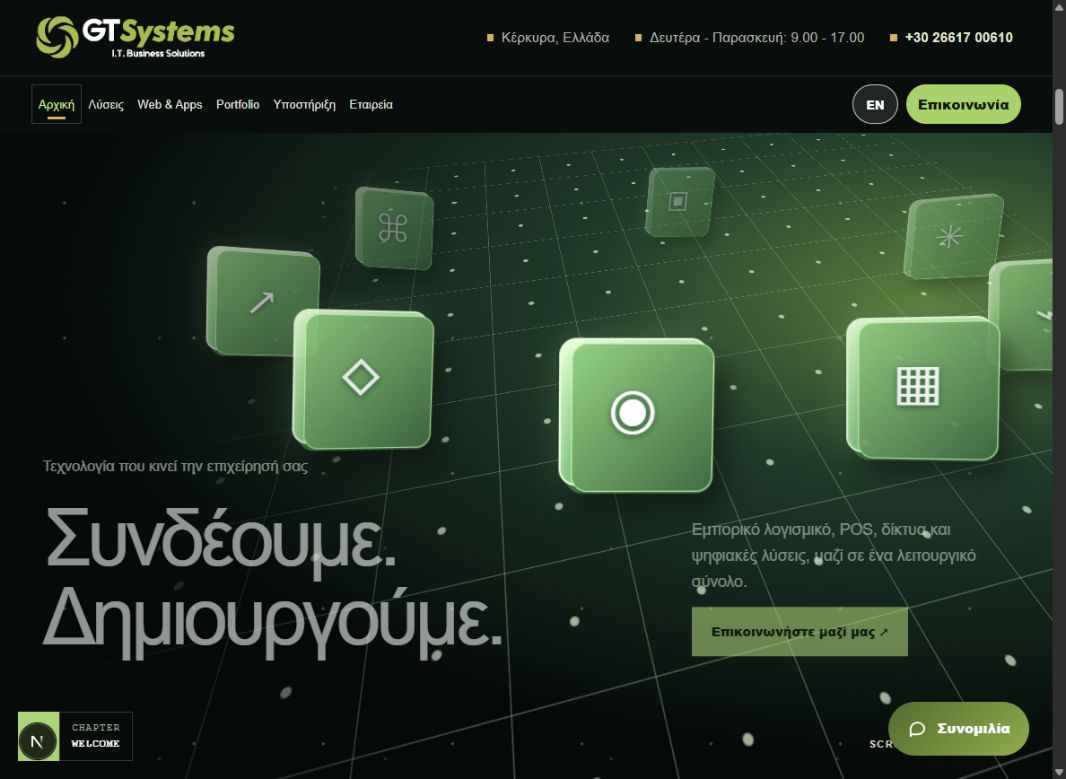 GTSystems
I.T. Business Solutions
Κέρκυρα, Ελλάδα
Δευτέρα - Παρασκευή: 9.00 - 17.00
+30 26617 00610
Αρχική
Λύσεις
Web & Apps
Portfolio
Υποστήριξη
Εταιρεία
EN
Επικοινωνία
Τεχνολογία που κινεί την επιχείρησή σας
Συνδέουμε.
Δημιουργούμε.
Εμπορικό λογισμικό, POS, δίκτυα και
ψηφιακές λύσεις, μαζί σε ένα λειτουργικό
σύνολο.
Επικοινωνήστε μαζί μας ↗
N
CHAPTER
WELCOME
SCR
Συνομιλία